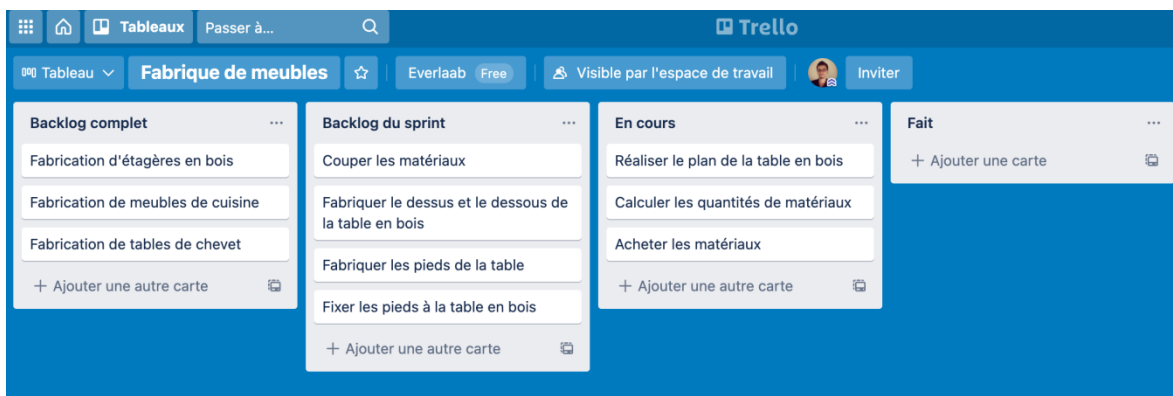 Tableaux
Passer à...
Trello
Tableau
Fabrique de meubles
Everlaab Free
Visible par l'espace de travail
Inviter
Backlog complet
Fabrication d'étagères en bois
Fabrication de meubles de cuisine
Fabrication de tables de chevet
+ Ajouter une autre carte
Backlog du sprint
Couper les matériaux
Fabriquer le dessus et le dessous de
la table en bois
Fabriquer les pieds de la table
Fixer les pieds à la table en bois
+ Ajouter une autre carte
En cours
Réaliser le plan de la table en bois
Calculer les quantités de matériaux
Acheter les matériaux
+ Ajouter une autre carte
Fait
+ Ajouter une carte